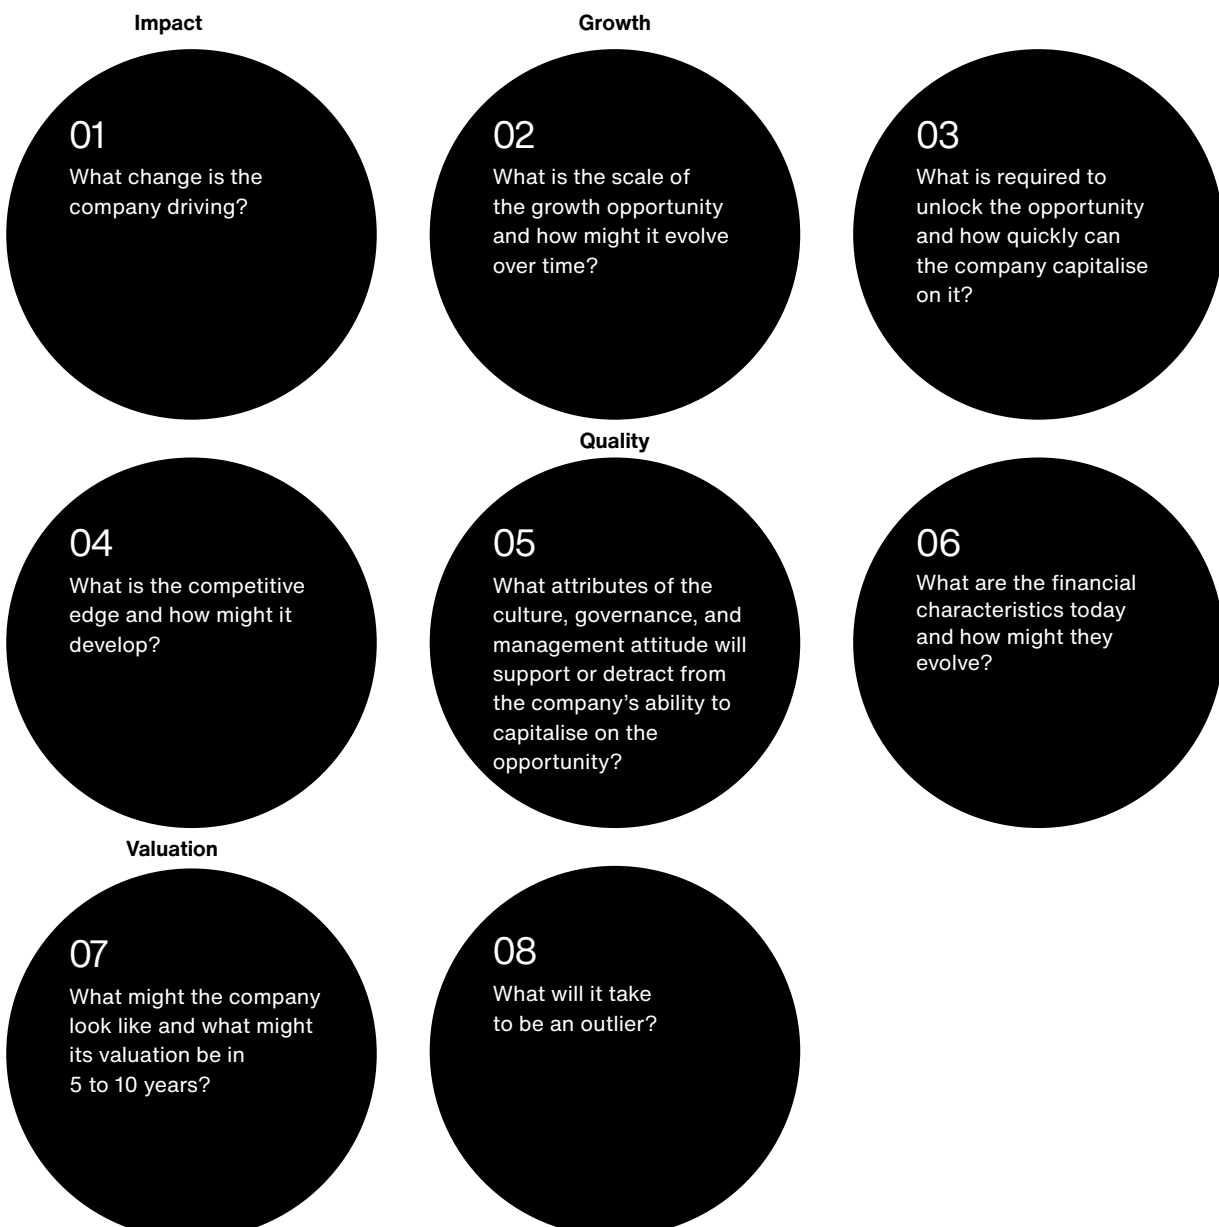 Impact
Growth
01
What change is the
company driving?
02
What is the scale of
the growth opportunity
and how might it evolve
over time?
03
What is required to
unlock the opportunity
and how quickly can
the company capitalise
on it?
Quality
04
What is the competitive
edge and how might it
develop?
05
What attributes of the
culture, governance, and
management attitude will
support or detract from
the company’s ability to
capitalise on the
opportunity?
06
What are the financial
characteristics today
and how might they
evolve?
Valuation
07
What might the company
look like and what might
its valuation be in
5 to 10 years?
08
What will it take
to be an outlier?